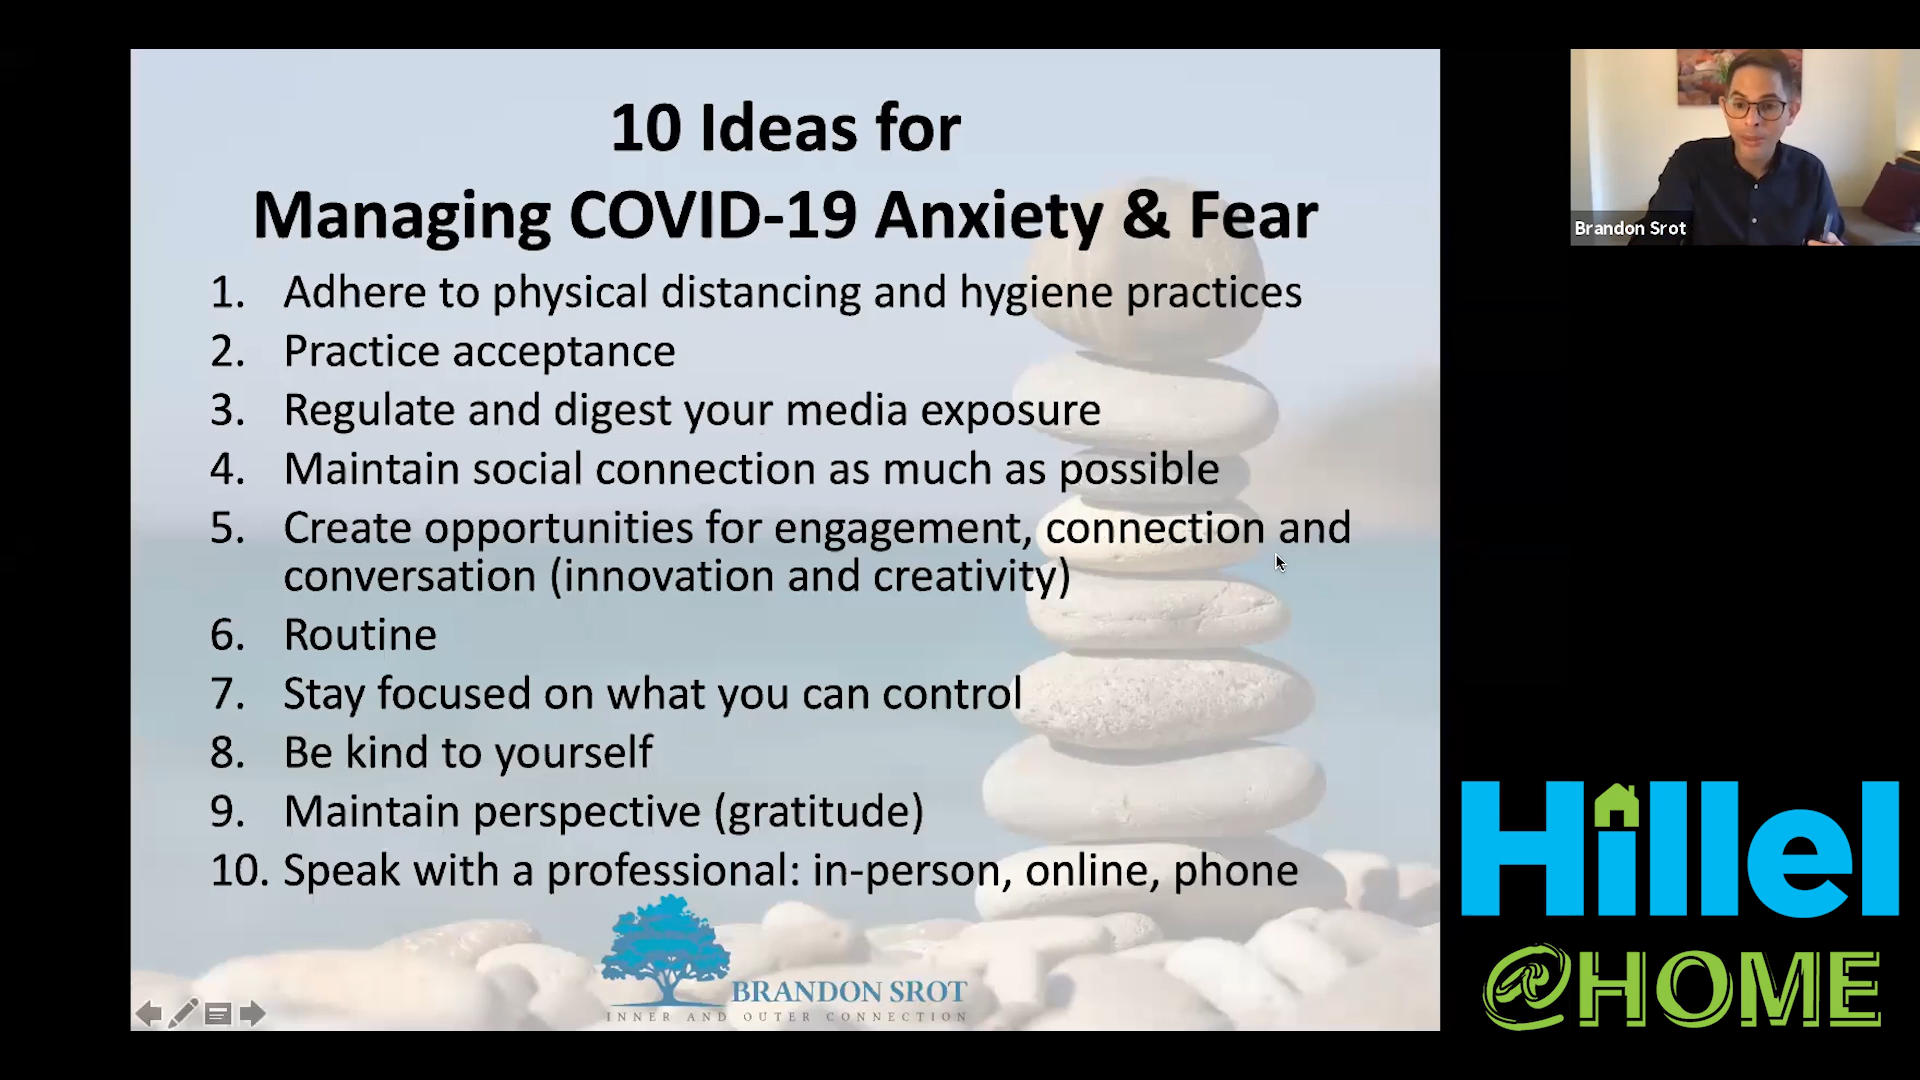 10 Ideas for
Managing COVID-19 Anxiety & Fear
1. Adhere to physical distancing and hygiene practices
2. Practice acceptance
3. Regulate and digest your media exposure
4. Maintain social connection as much as possible
5. Create opportunities for engagement, connection and
conversation (innovation and creativity)
6. Routine
7. Stay focused on what you can control
8. Be kind to yourself
9. Maintain perspective (gratitude)
10. Speak with a professional: in-person, online, phone
BRANDON SROT
INNER AND OUTER CONNECTION
Brandon Srot
Hillel
@HOME